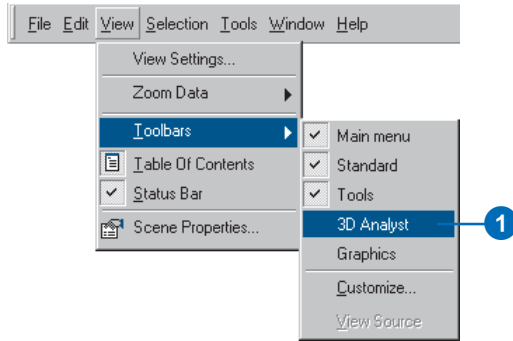 File Edit View Selection Tools Window Help
View Settings...
Zoom Data
Toolbars
Table Of Contents
Status Bar
Scene Properties...
Main menu
Standard
Tools
3D Analyst
1
Graphics
Customize...
View Source